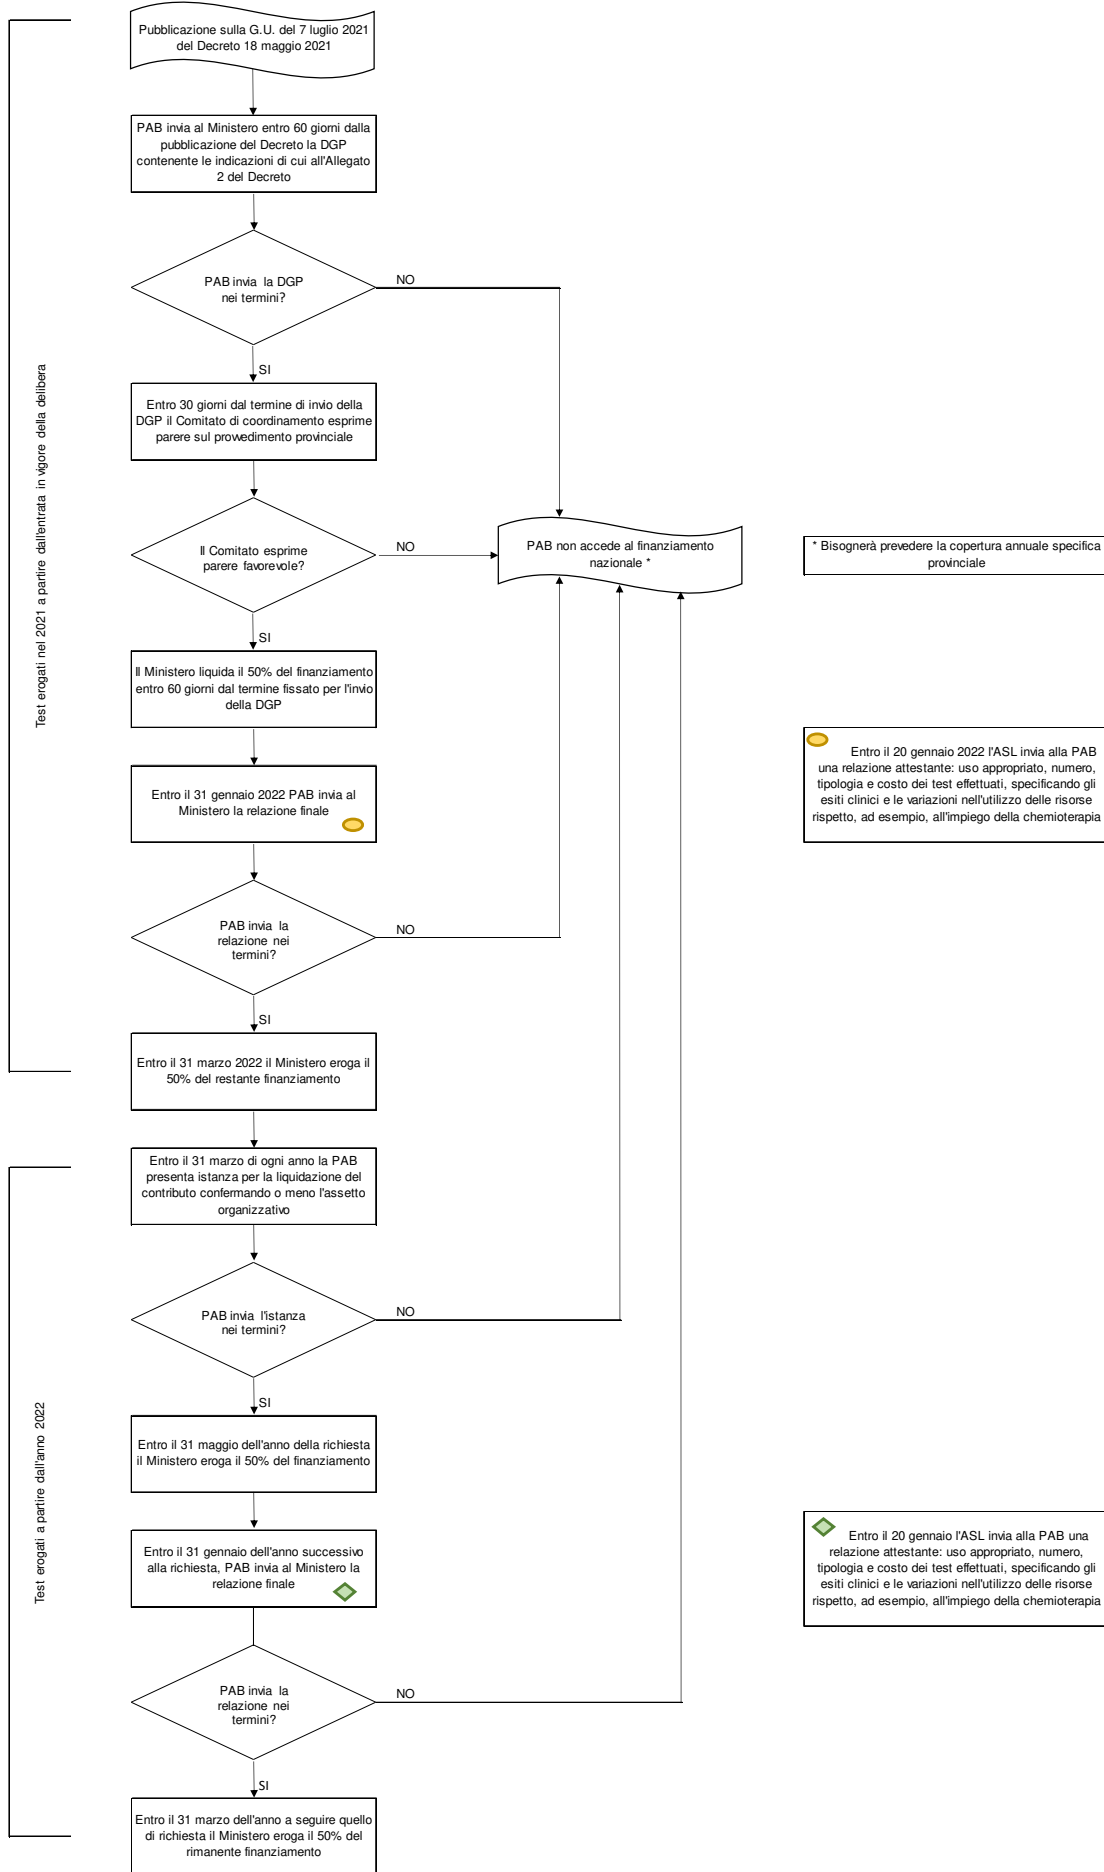 Pubblicazione sulla G.U. del 7 luglio 2021
del Decreto 18 maggio 2021
PAB invia al Ministero entro 60 giorni dalla
pubblicazione del Decreto la DGP
contenente le indicazioni di cui all'Allegato
2 del Decreto
PAB invia la DGP
nei termini?
NO
SI
Test erogati nel 2021 a partire dall'entrata in vigore della delibera
Entro 30 giorni dal termine di invio della
DGP il Comitato di coordinamento esprime
parere sul provvedimento provinciale
Il Comitato esprime
parere favorevole?
NO
PAB non accede al finanziamento
nazionale *
* Bisognerà prevedere la copertura annuale specifica
provinciale
SI
Il Ministero liquida il 50% del finanziamento
entro 60 giorni dal termine fissato per l'invio
della DGP
Entro il 31 gennaio 2022 PAB invia al
Ministero la relazione finale
Entro il 20 gennaio 2022 l'ASL invia alla PAB
una relazione attestante: uso appropriato, numero,
tipologia e costo dei test effettuati, specificando gli
esiti clinici e le variazioni nell'utilizzo delle risorse
rispetto, ad esempio, all'impiego della chemioterapia
PAB invia la
relazione nei
termini?
NO
SI
Entro il 31 marzo 2022 il Ministero eroga il
50% del restante finanziamento
Entro il 31 marzo di ogni anno la PAB
presenta istanza per la liquidazione del
contributo confermando o meno l'assetto
organizzativo
PAB invia l'istanza
nei termini?
NO
SI
Test erogati a partire dall'anno 2022
Entro il 31 maggio dell'anno della richiesta
il Ministero eroga il 50% del finanziamento
Entro il 31 gennaio dell'anno successivo
alla richiesta, PAB invia al Ministero la
relazione finale
Entro il 20 gennaio l'ASL invia alla PAB una
relazione attestante: uso appropriato, numero,
tipologia e costo dei test effettuati, specificando gli
esiti clinici e le variazioni nell'utilizzo delle risorse
rispetto, ad esempio, all'impiego della chemioterapia
PAB invia la
relazione nei
termini?
NO
SI
Entro il 31 marzo dell'anno a seguire quello
di richiesta il Ministero eroga il 50% del
rimanente finanziamento